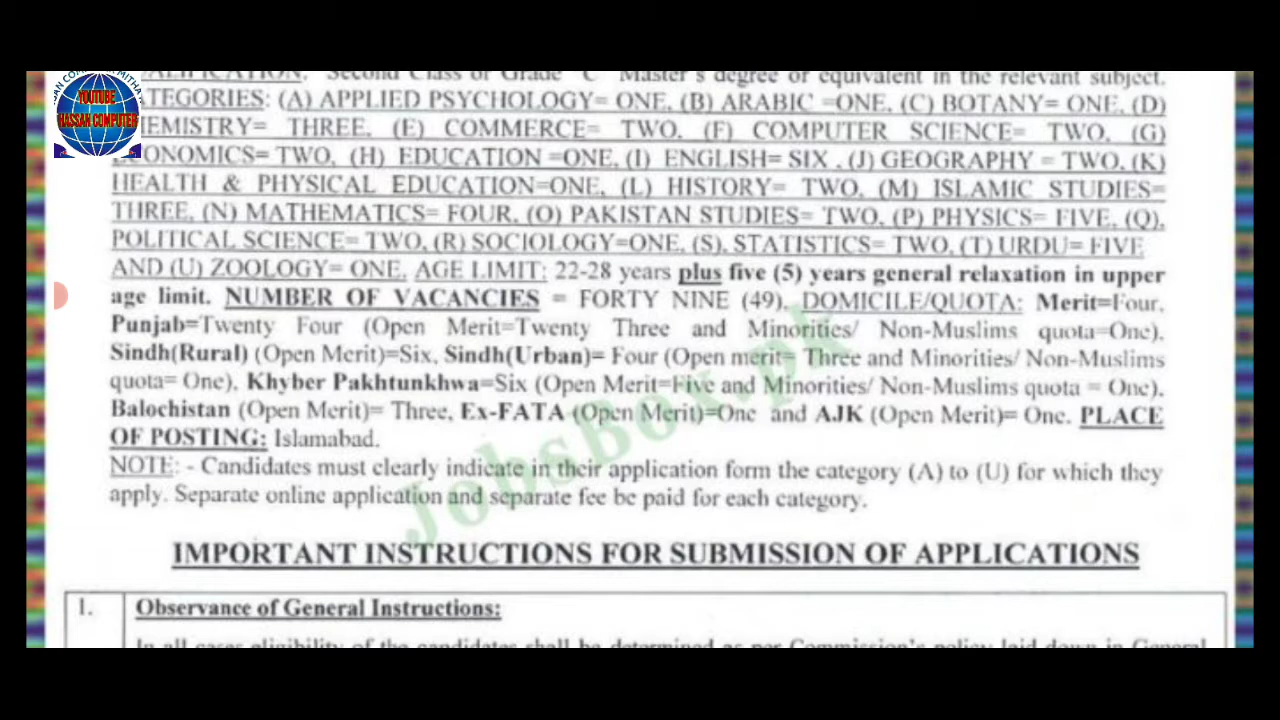 YOUTUBE
HASSAN COMPUTER
QUALIFICATION: Second Class or Grade "C" Master's degree or equivalent in the relevant subject.
CATEGORIES: (A) APPLIED PSYCHOLOGY= ONE, (B) ARABIC =ONE, (C) BOTANY= ONE, (D)
CHEMISTRY= THREE, (E) COMMERCE= TWO, (F) COMPUTER SCIENCE= TWO, (G)
ECONOMICS= TWO, (H) EDUCATION =ONE, (I) ENGLISH= SIX , (J) GEOGRAPHY = TWO, (K)
HEALTH & PHYSICAL EDUCATION=ONE, (L) HISTORY= TWO, (M) ISLAMIC STUDIES=
THREE, (N) MATHEMATICS= FOUR, (O) PAKISTAN STUDIES= TWO, (P) PHYSICS= FIVE, (Q),
POLITICAL SCIENCE= TWO, (R) SOCIOLOGY=ONE, (S), STATISTICS= TWO, (T) URDU= FIVE
AND (U) ZOOLOGY= ONE, AGE LIMIT: 22-28 years plus five (5) years general relaxation in upper
age limit. NUMBER OF VACANCIES = FORTY NINE (49), DOMICILE/QUOTA: Merit=Four,
Punjab=Twenty Four (Open Merit=Twenty Three and Minorities/ Non-Muslims quota=One),
Sindh(Rural) (Open Merit)=Six, Sindh(Urban)= Four (Open merit= Three and Minorities/ Non-Muslims
quota= One), Khyber Pakhtunkhwa=Six (Open Merit=Five and Minorities/ Non-Muslims quota = One),
Balochistan (Open Merit)= Three, Ex-FATA (Open Merit)=One and AJK (Open Merit)= One. PLACE
OF POSTING: Islamabad.
NOTE: - Candidates must clearly indicate in their application form the category (A) to (U) for which they
apply. Separate online application and separate fee be paid for each category.
JobsBox.pk
IMPORTANT INSTRUCTIONS FOR SUBMISSION OF APPLICATIONS
1. Observance of General Instructions:
In all cases eligibility of the candidates shall be determined as per Commission's policy laid down in General